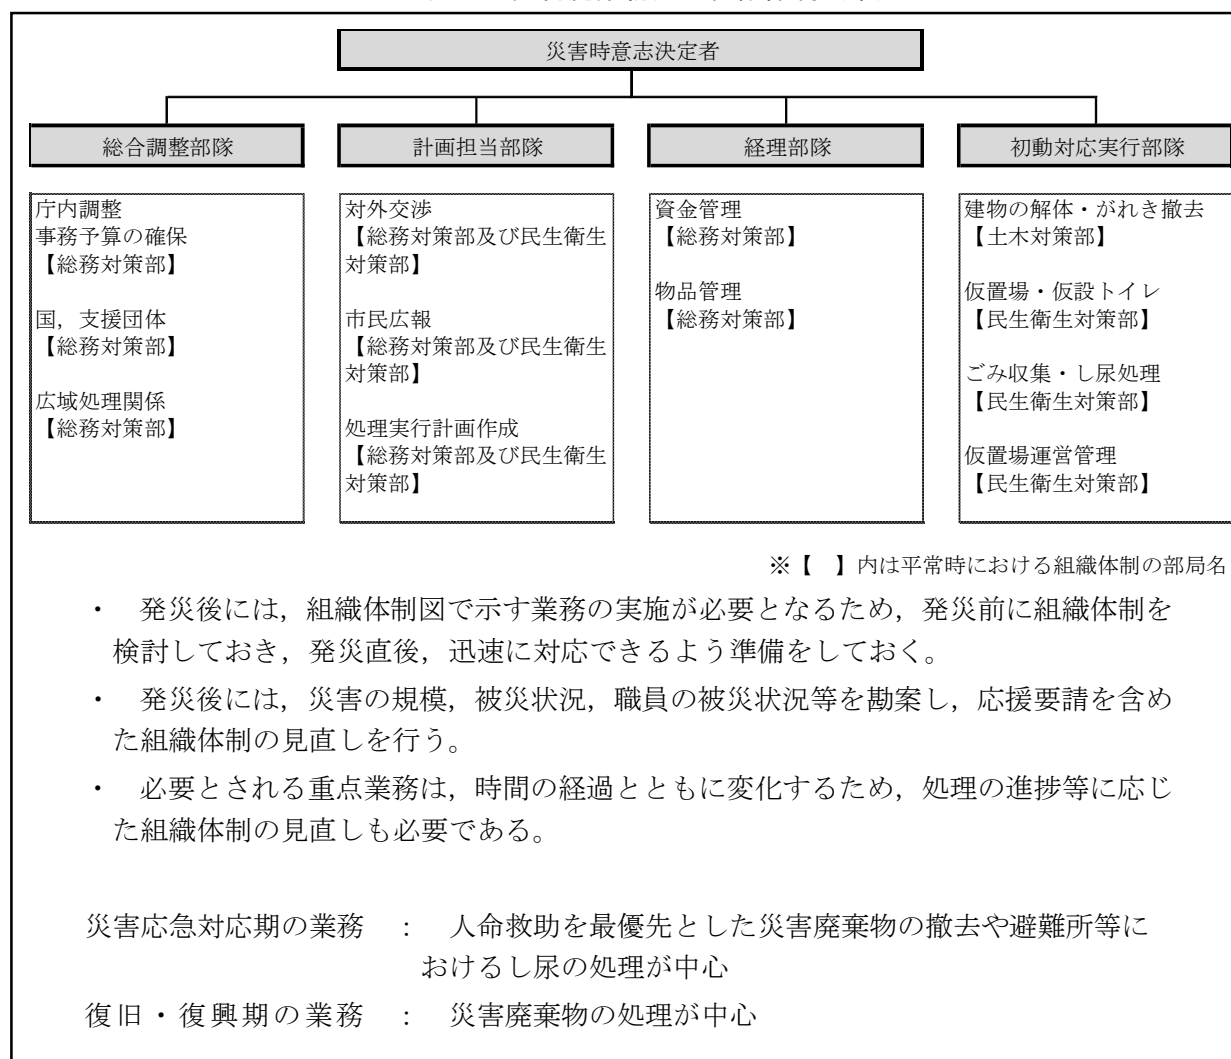 災害時意志決定者
総合調整部隊
計画担当部隊
経理部隊
初動対応実行部隊
庁内調整
事務予算の確保
【総務対策部】
国，支援団体
【総務対策部】
広域処理関係
【総務対策部】
対外交渉
【総務対策部及び民生衛生
対策部】
市民広報
【総務対策部及び民生衛生
対策部】
処理実行計画作成
【総務対策部及び民生衛生
対策部】
資金管理
【総務対策部】
物品管理
【総務対策部】
建物の解体・がれき撤去
【土木対策部】
仮置場・仮設トイレ
【民生衛生対策部】
ごみ収集・し尿処理
【民生衛生対策部】
仮置場運営管理
【民生衛生対策部】
※【　】内は平常時における組織体制の部局名
・　発災後には，組織体制図で示す業務の実施が必要となるため，発災前に組織体制を
検討しておき，発災直後，迅速に対応できるよう準備をしておく。
・　発災後には，災害の規模，被災状況，職員の被災状況等を勘案し，応援要請を含め
た組織体制の見直しを行う。
・　必要とされる重点業務は，時間の経過とともに変化するため，処理の進捗等に応じ
た組織体制の見直しも必要である。
災害応急対応期の業務　：　人命救助を最優先とした災害廃棄物の撤去や避難所等に
おけるし尿の処理が中心
復旧・復興期の業務　：　災害廃棄物の処理が中心